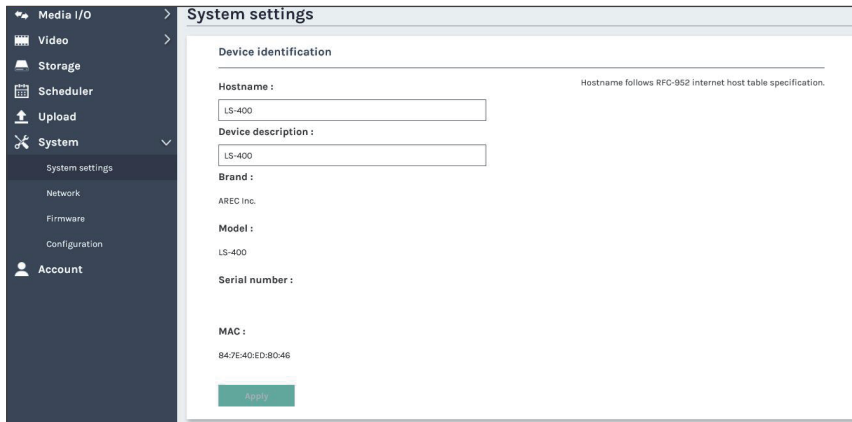 Media I/O
Video
Storage
Scheduler
Upload
System
System settings
Network
Firmware
Configuration
Account
System settings
Device identification
Hostname :
Hostname follows RFC-952 internet host table specification.
LS-400
Device description :
LS-400
Brand :
AREC Inc.
Model :
LS-400
Serial number :
MAC :
84:7E:40:ED:80:46
Apply